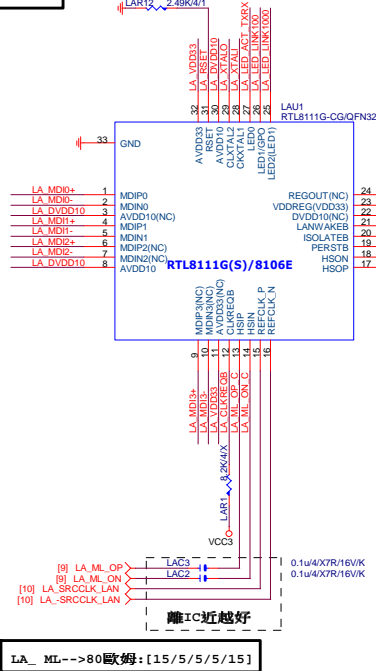 LAR12 2.49K/4/1
LA_VDD33
LA_RSET
LA_DVDD10
LA_XTALO
LA_XTALI
LA_LED_ACT_TXRX
LA_LED_LINK100
LA_LED_LINK1000
32 31 30 29 28 27 26 25
LAU1
RTL8111G-CG/QFN32
33 GND
AVDD33
RSET
AVDD10
CLXTAL2
CKXTAL1
LED0
LED1/GPO
LED2(LED1)
LA_MDI0+ 1 MDIP0
LA_MDI0- 2 MDIN0
LA_DVDD10 3 AVDD10(NC)
LA_MDI1+ 4 MDIP1
LA_MDI1- 5 MDIN1
LA_MDI2+ 6 MDIP2(NC)
LA_MDI2- 7 MDIN2(NC)
LA_DVDD10 8 AVDD10
RTL8111G(S)/8106E
REGOUT(NC) 24
VDDREG(VDD33) 23
DVDD10(NC) 22
LANWAKEB 21
ISOLATEB 20
PERSTB 19
HSON 18
HSOP 17
MDIP3(NC)
MDIN3(NC)
AVDD33(NC)
CLKREQB
HSIP
HSIN
REFCLK_P
REFCLK_N
9 10 11 12 13 14 15 16
LA_MDI3+
LA_MDI3-
LA_VDD33
LA_CLKREQB
LA_ML_OP_C
LA_ML_ON_C
8.2K/4/X
LAR1
VCC3
[9] LA_ML_OP LAC3 0.1u/4/X7R/16V/K
[9] LA_ML_ON LAC2 0.1u/4/X7R/16V/K
[10] LA_SRCCLK_LAN
[10] LA_-SRCCLK_LAN
離IC近越好
LA_ ML-->80歐姆:[15/5/5/5/15]